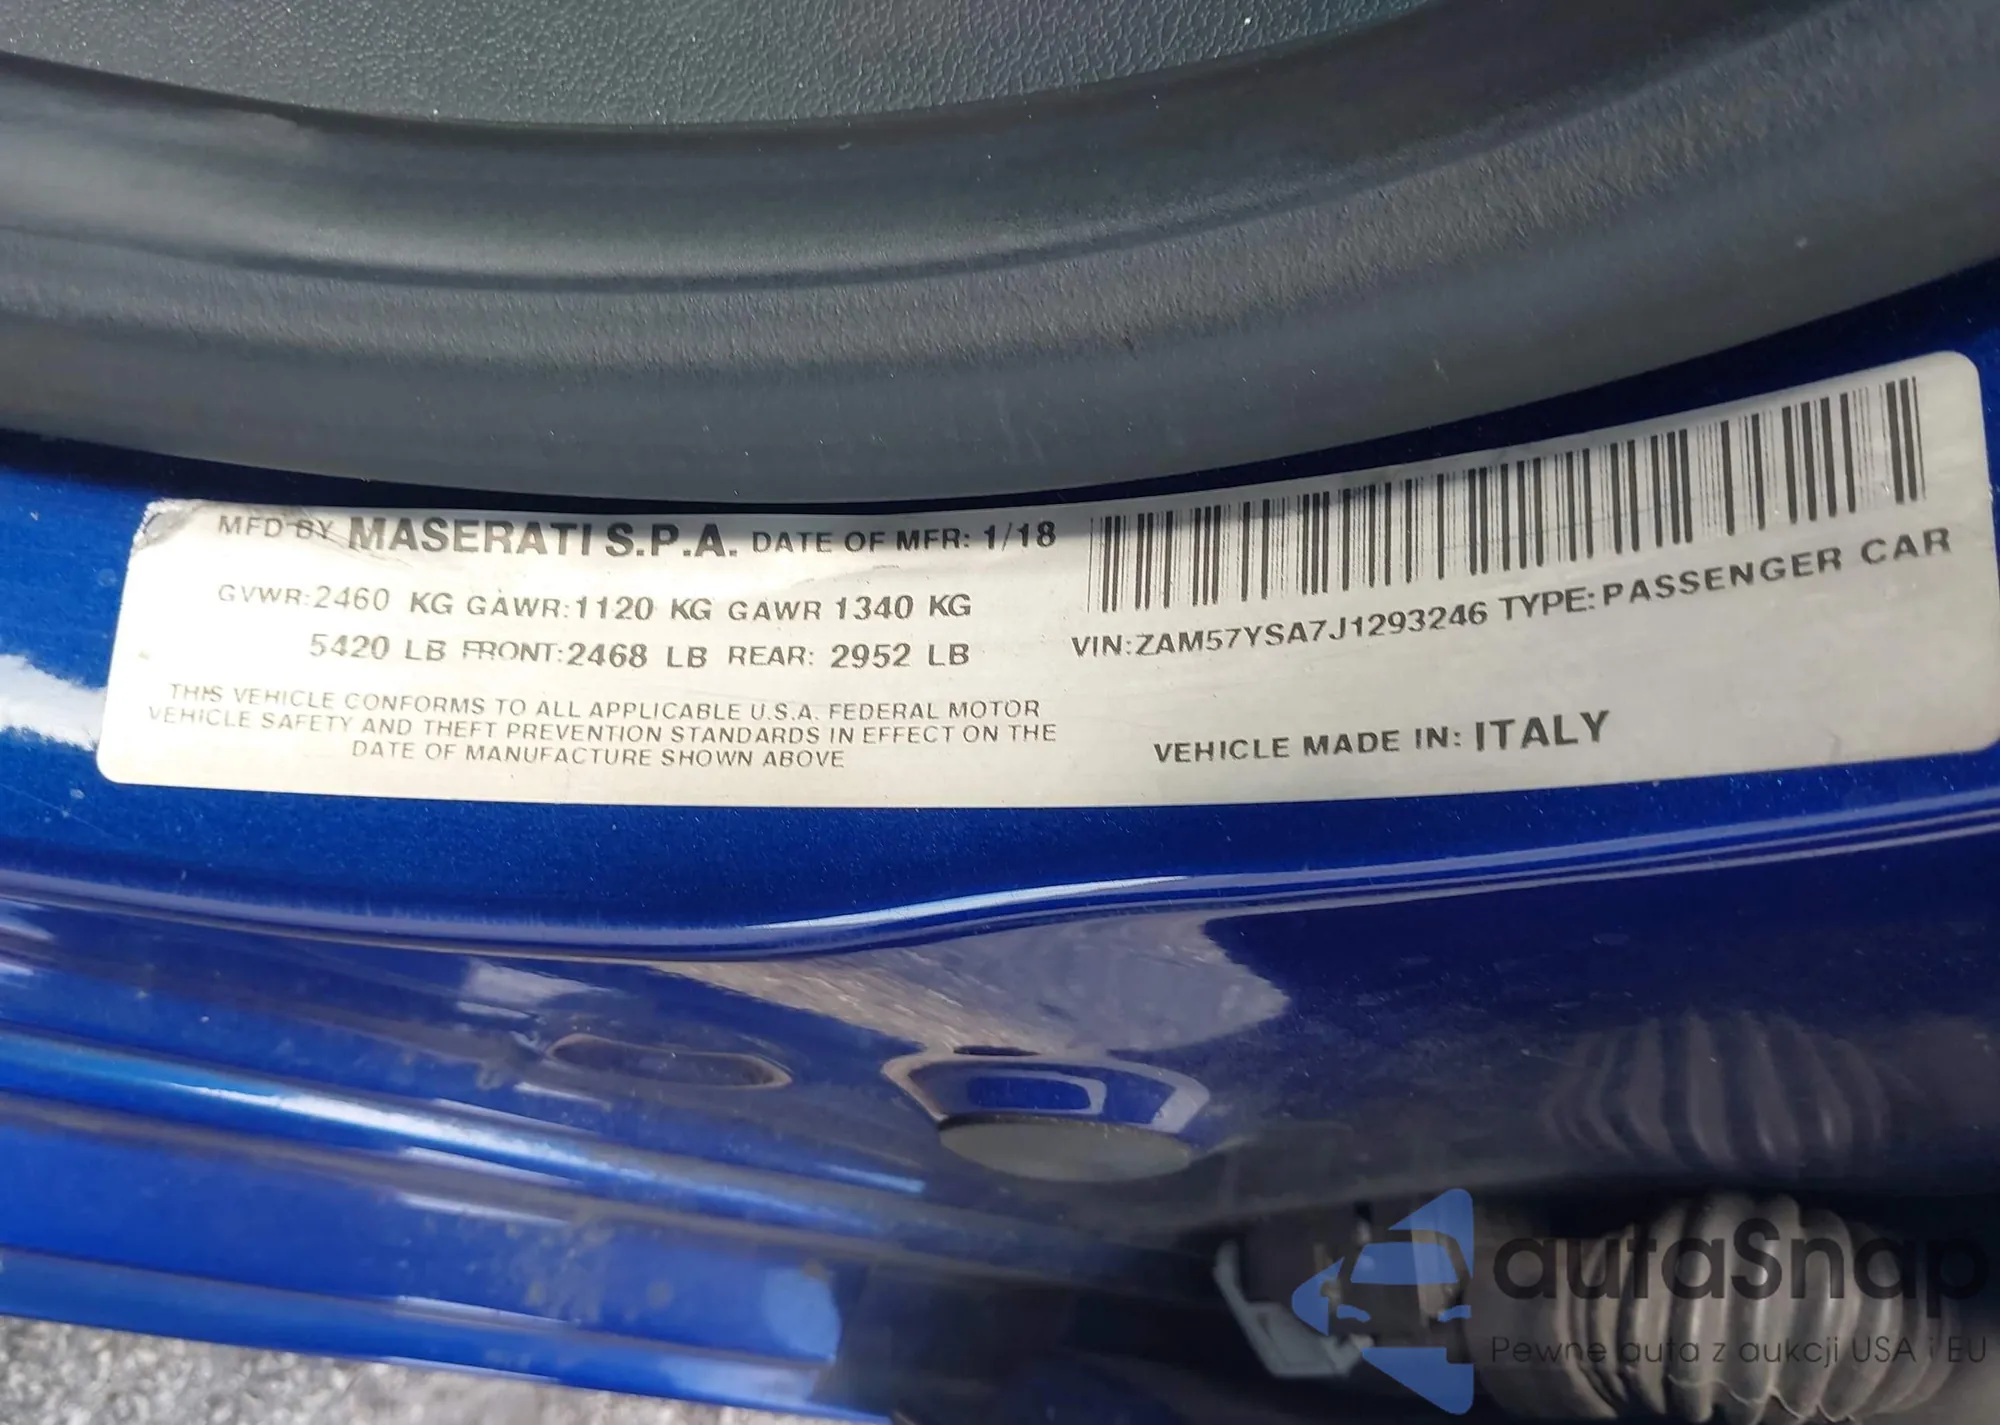 MFD BY MASERATI S.P.A. DATE OF MFR: 1/18
GVWR:2460 KG GAWR:1120 KG GAWR 1340 KG
5420 LB FRONT:2468 LB REAR: 2952 LB
THIS VEHICLE CONFORMS TO ALL APPLICABLE U.S.A. FEDERAL MOTOR
VEHICLE SAFETY AND THEFT PREVENTION STANDARDS IN EFFECT ON THE
DATE OF MANUFACTURE SHOWN ABOVE
VIN:ZAM57YSA7J1293246 TYPE:PASSENGER CAR
VEHICLE MADE IN: ITALY
autaSnap
Pewne auta z aukcji USA i EU